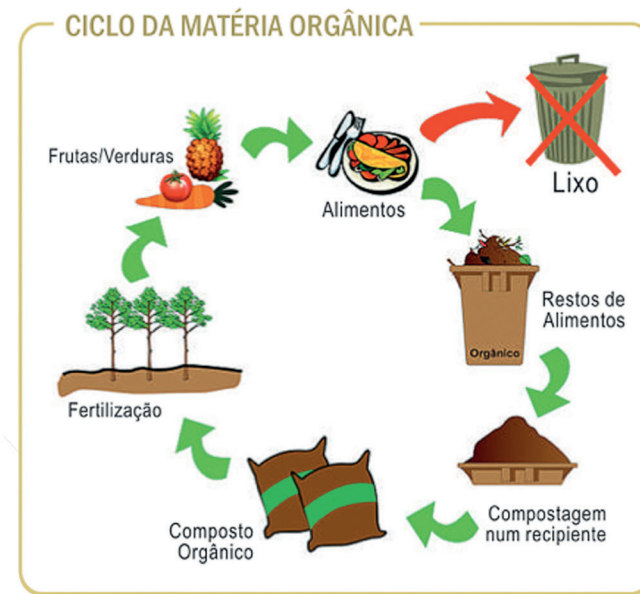 CICLO DA MATÉRIA ORGÂNICA
Frutas/Verduras
Alimentos
Lixo
Restos de
Alimentos
Orgânico
Compostagem
num recipiente
Composto
Orgânico
Fertilização